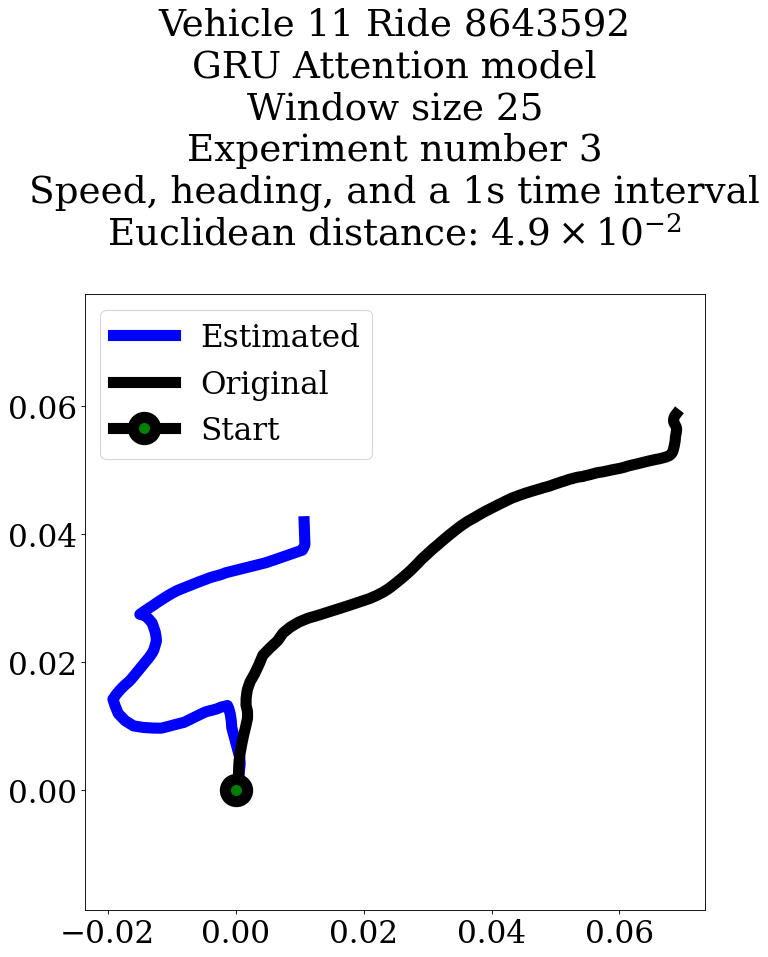 Vehicle 11 Ride 8643592
GRU Attention model
Window size 25
Experiment number 3
Speed, heading, and a 1s time interval
Euclidean distance: 4.9 × 10⁻²
Estimated
Original
Start
0.06
0.04
0.02
0.00
−0.02 0.00 0.02 0.04 0.06